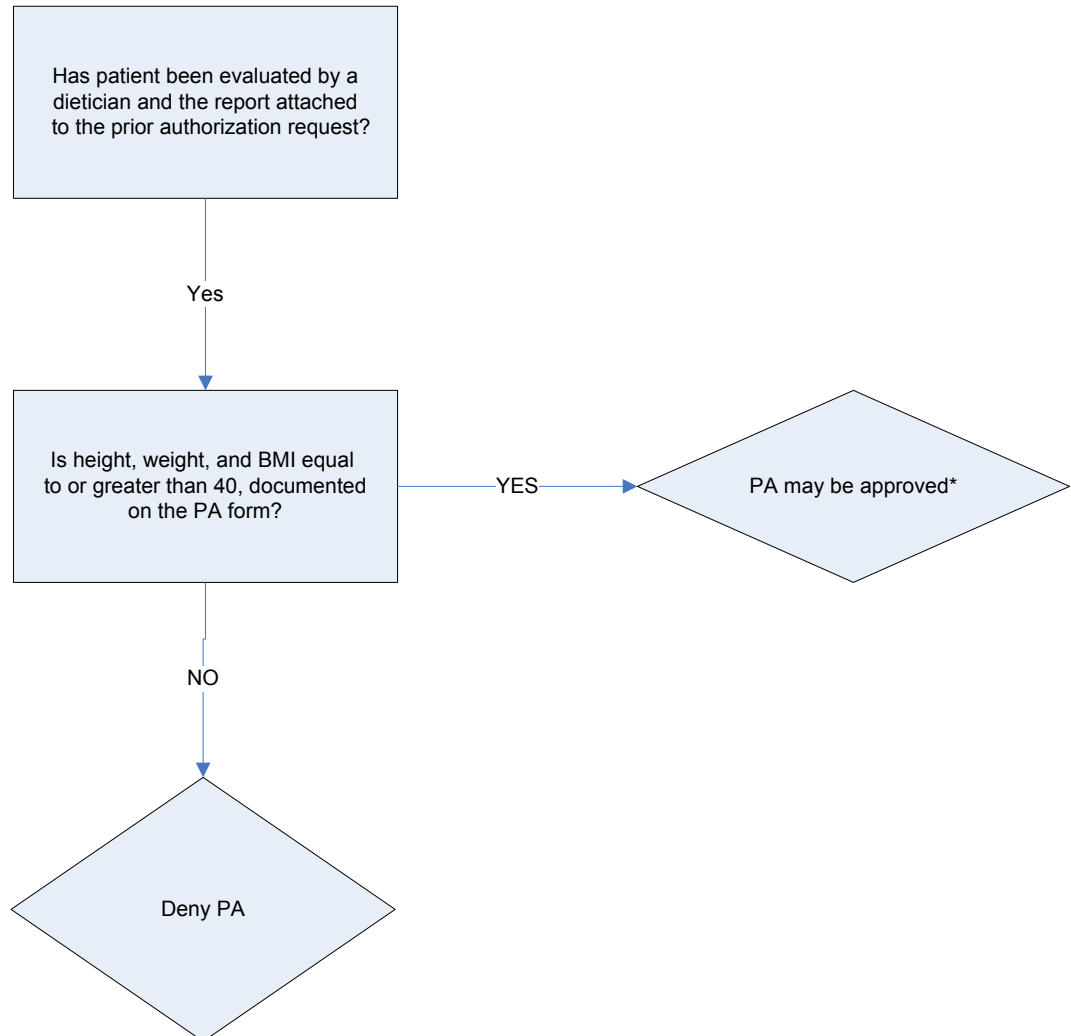 Has patient been evaluated by a
dietician and the report attached
to the prior authorization request?
Yes
Is height, weight, and BMI equal
to or greater than 40, documented
on the PA form?
YES
PA may be approved*
NO
Deny PA